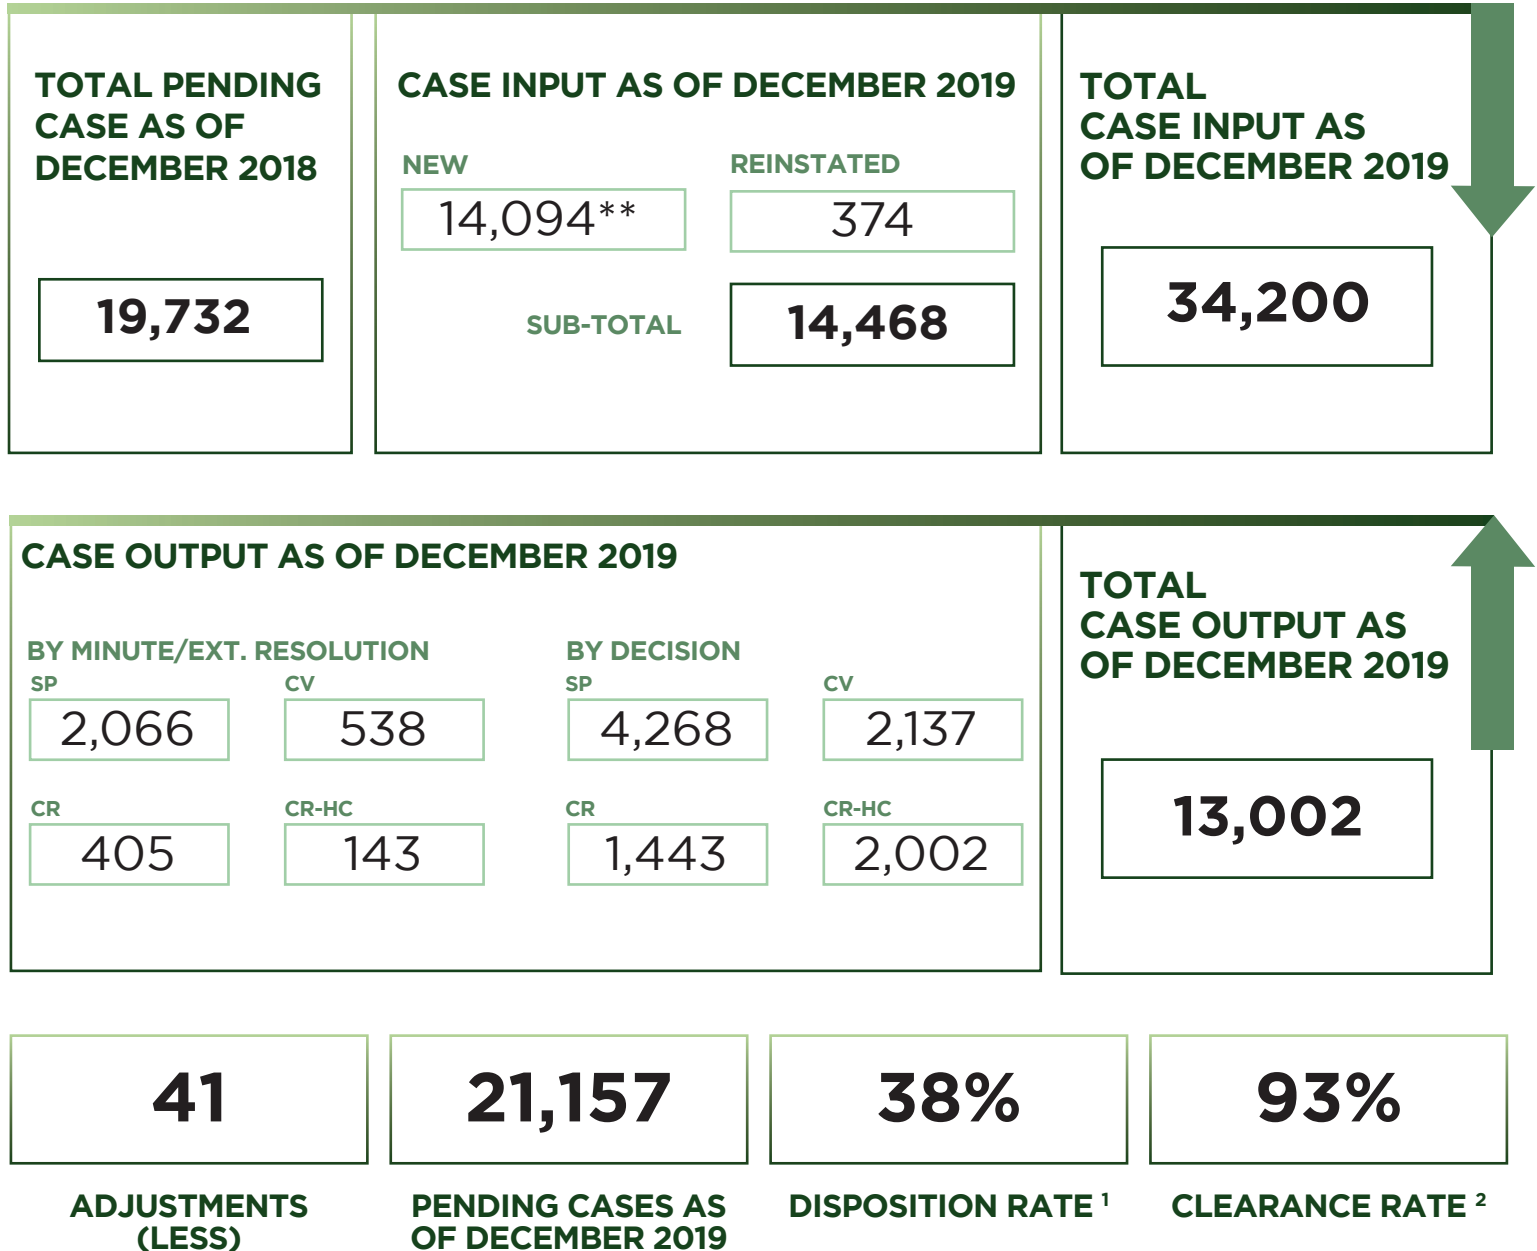 TOTAL PENDING
CASE AS OF
DECEMBER 2018
19,732
CASE INPUT AS OF DECEMBER 2019
NEW
14,094**
REINSTATED
374
SUB-TOTAL
14,468
TOTAL
CASE INPUT AS
OF DECEMBER 2019
34,200
CASE OUTPUT AS OF DECEMBER 2019
BY MINUTE/EXT. RESOLUTION
SP
2,066
CV
538
CR
405
CR-HC
143
BY DECISION
SP
4,268
CV
2,137
CR
1,443
CR-HC
2,002
TOTAL
CASE OUTPUT AS
OF DECEMBER 2019
13,002
41
ADJUSTMENTS
(LESS)
21,157
PENDING CASES AS
OF DECEMBER 2019
38%
DISPOSITION RATE 1
93%
CLEARANCE RATE 2